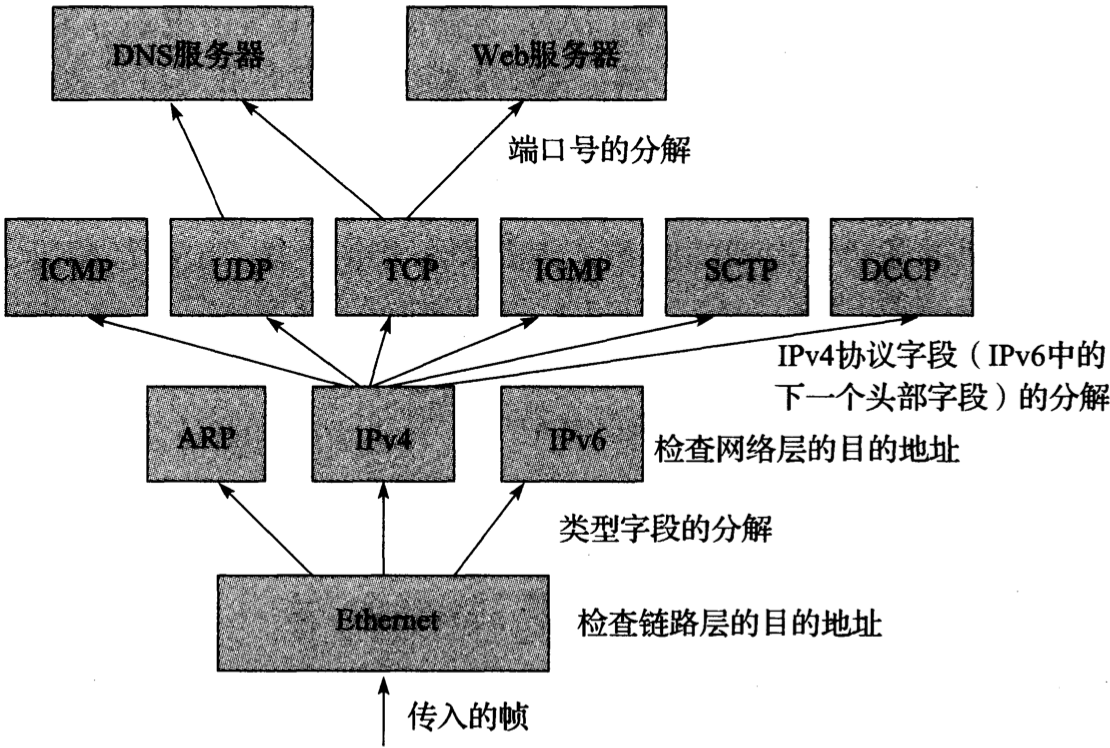 DNS服务器
Web服务器
端口号的分解
ICMP
UDP
TCP
IGMP
SCTP
DCCP
IPv4协议字段（IPv6中的
下一个头部字段）的分解
ARP
IPv4
IPv6
检查网络层的目的地址
类型字段的分解
Ethernet
检查链路层的目的地址
传入的帧